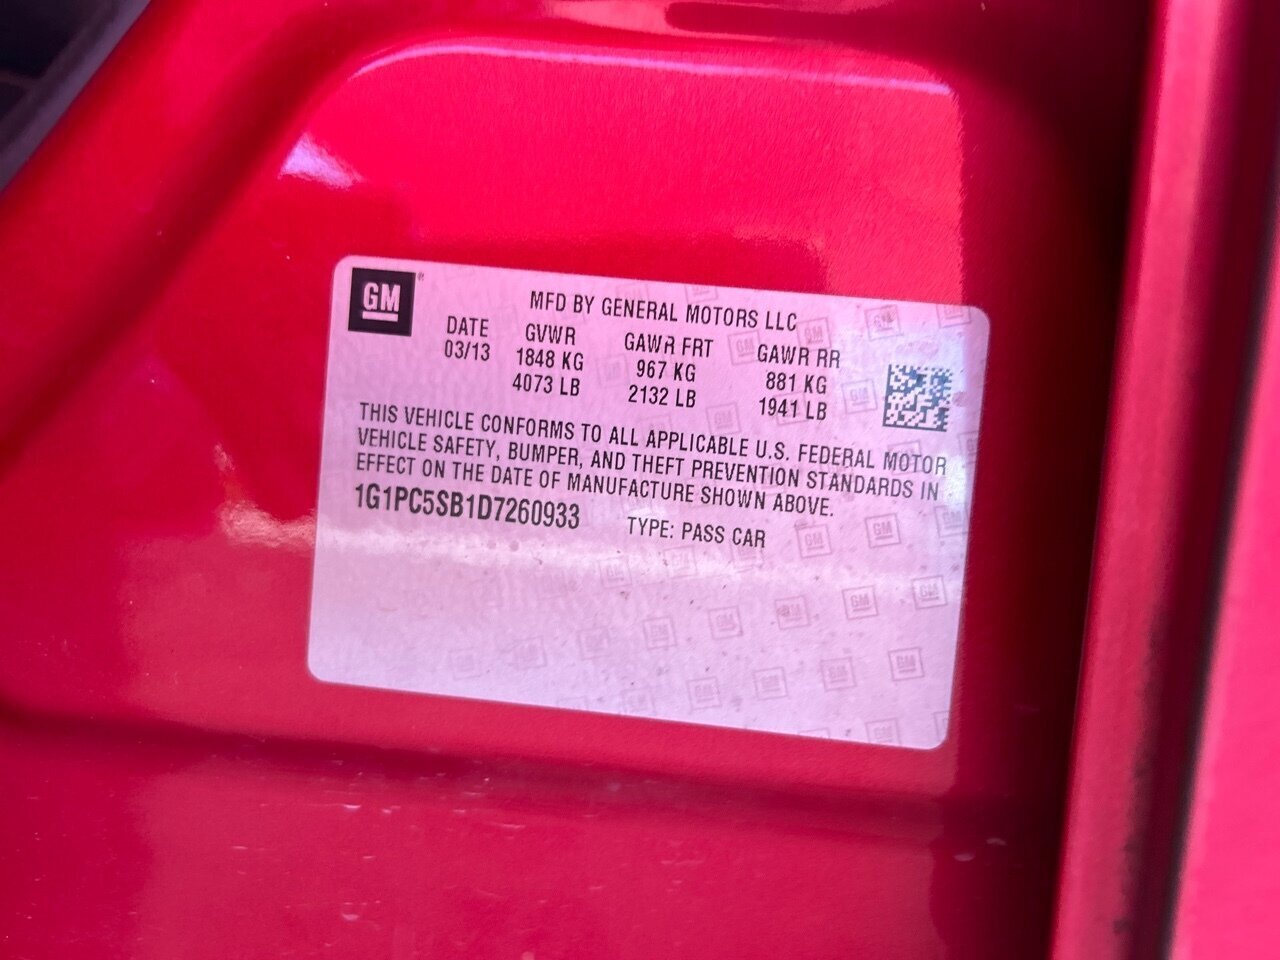 GM
MFD BY GENERAL MOTORS LLC
DATE GVWR GAWR FRT GAWR RR
03/13 1848 KG 967 KG 881 KG
4073 LB 2132 LB 1941 LB
THIS VEHICLE CONFORMS TO ALL APPLICABLE U.S. FEDERAL MOTOR
VEHICLE SAFETY, BUMPER, AND THEFT PREVENTION STANDARDS IN
EFFECT ON THE DATE OF MANUFACTURE SHOWN ABOVE.
1G1PC5SB1D7260933 TYPE: PASS CAR